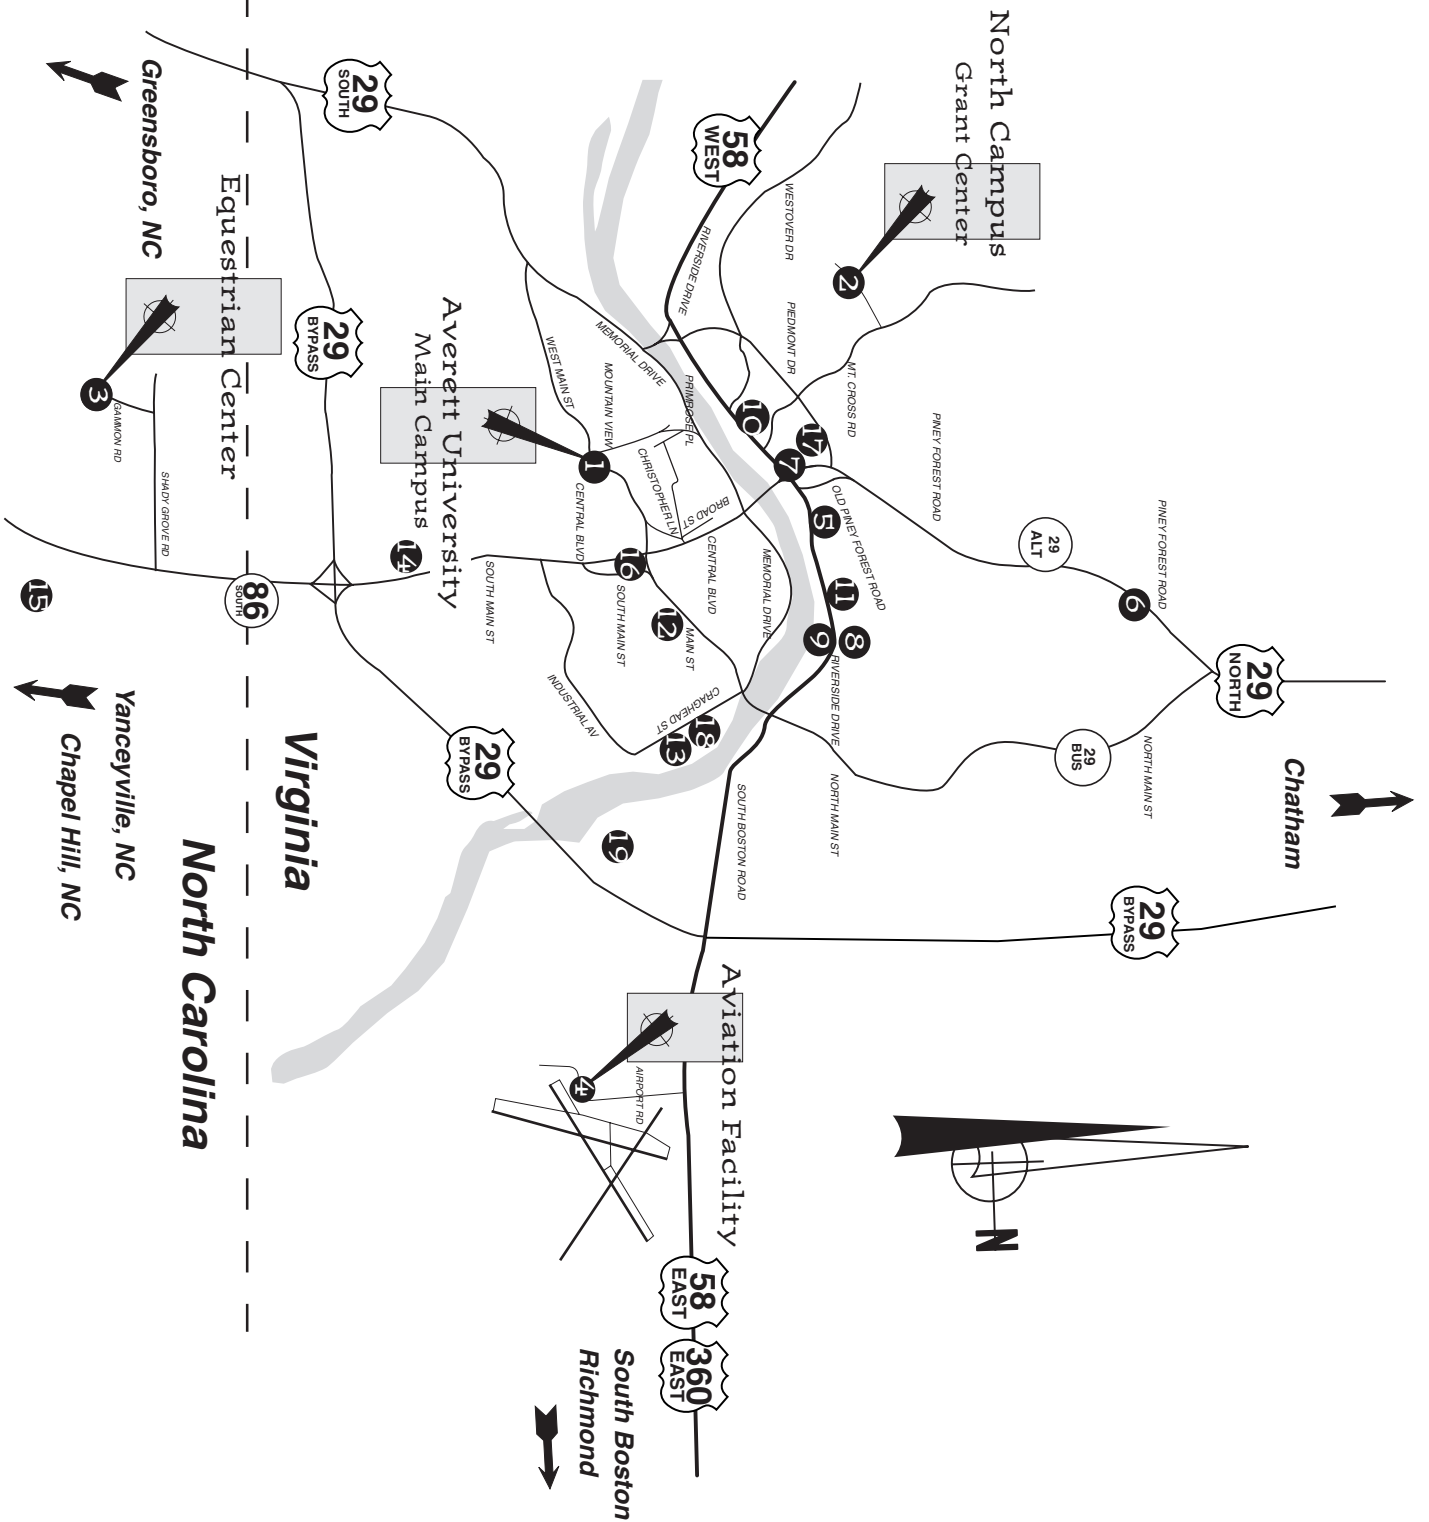 Chatham
29
NORTH
PINEY FOREST ROAD
6
NORTH MAIN ST
29
BYPASS
29
BUS
29
ALT
North Campus
Grant Center
N
PINEY FOREST ROAD
2
MT. CROSS RD
OLD PINEY FOREST ROAD
8
11
RIVERSIDE DRIVE
NORTH MAIN ST
5
9
17
WESTOVER DR
PIEDMONT DR
7
10
58
WEST
MEMORIAL DRIVE
SOUTH BOSTON ROAD
Aviation Facility
RIVERSIDE DRIVE
CENTRAL BLVD
PRIMROSE PL
BROAD ST
CRAGHEAD ST
18
58
EAST
360
EAST
MAIN ST
13
12
MEMORIAL DRIVE
CHRISTOPHER LN
AIRPORT RD
16
SOUTH MAIN ST
19
South Boston
Richmond
MOUNTAIN VIEW
1
CENTRAL BLVD
4
WEST MAIN ST
INDUSTRIAL AV
SOUTH MAIN ST
29
BYPASS
Averett University
Main Campus
14
29
SOUTH
29
BYPASS
Virginia
86
SOUTH
Equestrian Center
North Carolina
SHADY GROVE RD
Greensboro, NC
GAMMON RD
3
Yanceyville, NC
Chapel Hill, NC
15